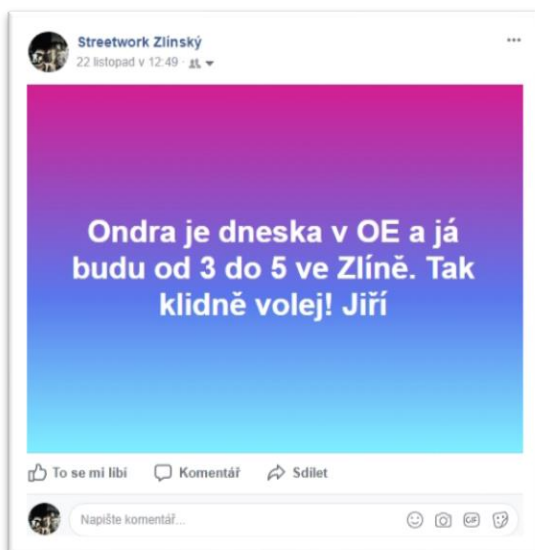 Streetwork Zlínský
22 listopad v 12:49
Ondra je dneska v OE a já
budu od 3 do 5 ve Zlíně. Tak
klidně volej! Jiří
To se mi líbí Komentář Sdílet
Napište komentář...
GIF